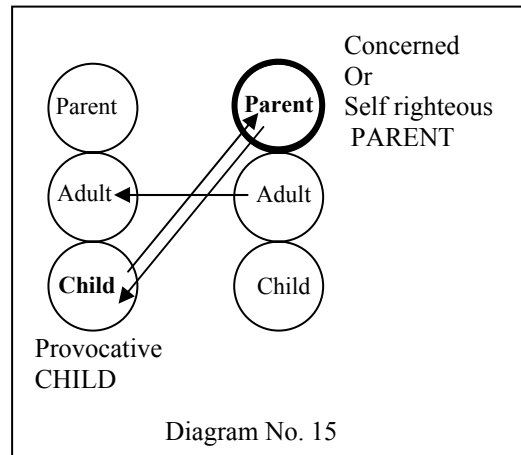 Concerned
Or
Self righteous
PARENT
Parent
Parent
Adult
Adult
Child
Child
Provocative
CHILD
Diagram No. 15